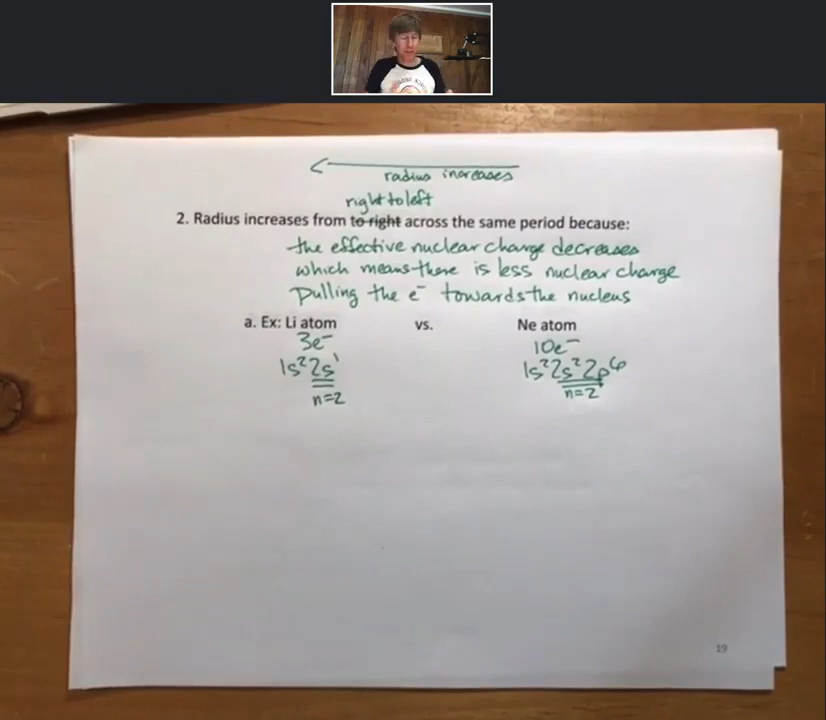 radius increases
right to left
2. Radius increases from to right across the same period because:
the effective nuclear charge decreases
which means there is less nuclear charge
pulling the e⁻ towards the nucleus
a. Ex: Li atom vs. Ne atom
3e⁻ 10e⁻
1s²2s¹ 1s²2s²2p⁶
n=2 n=2
19